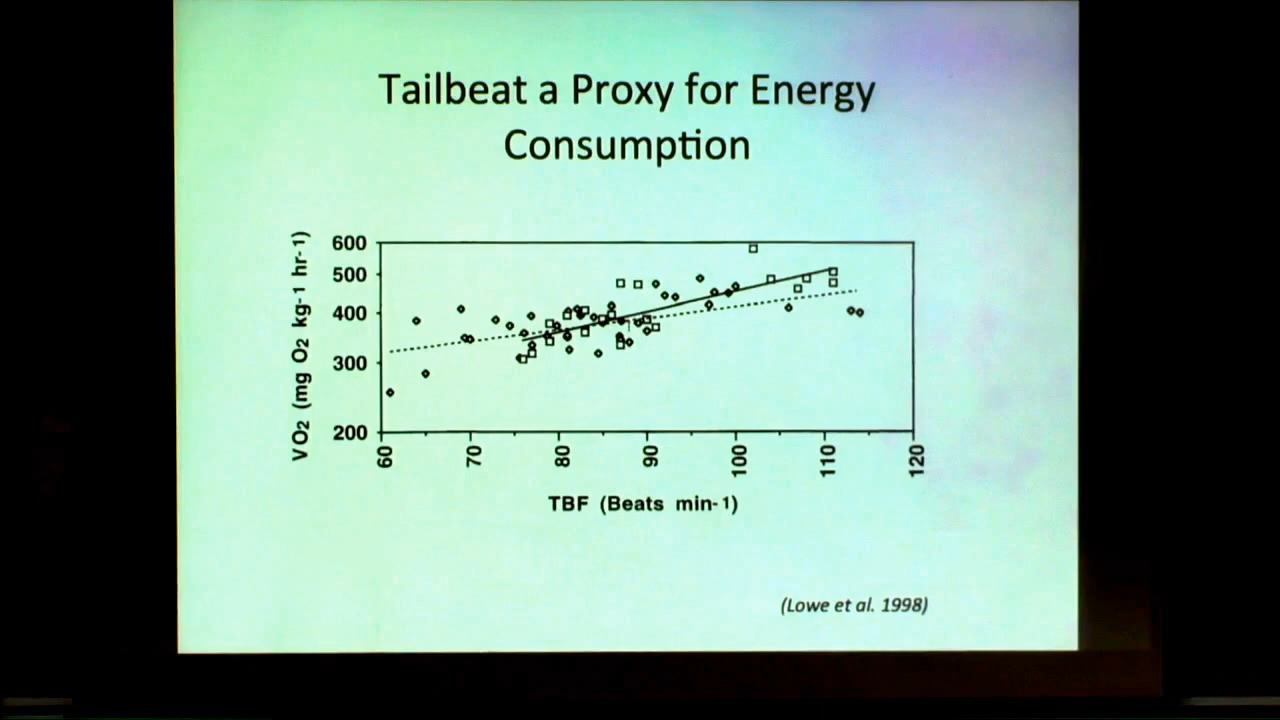 Tailbeat a Proxy for Energy
Consumption
VO2 (mg O2 kg-1 hr-1)
600
500
400
300
200
60
70
80
90
100
110
120
TBF (Beats min-1)
(Lowe et al. 1998)